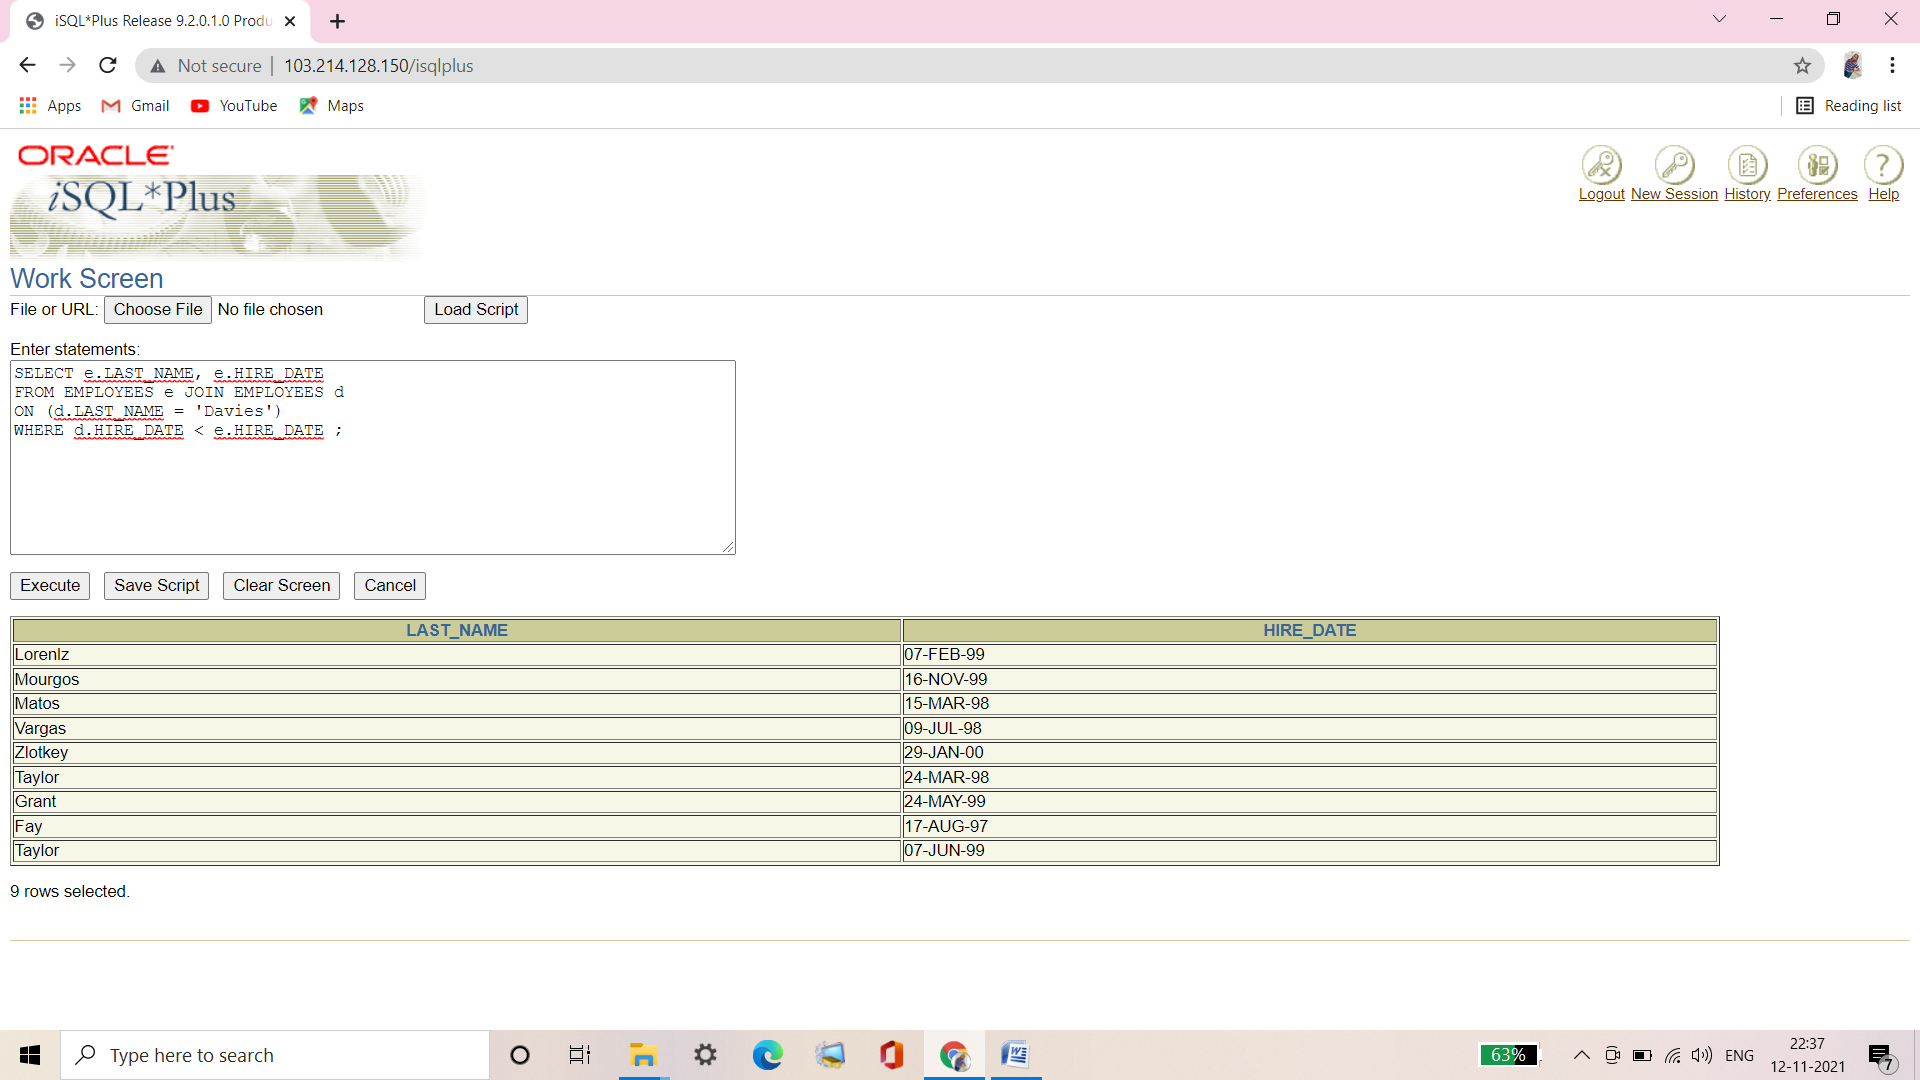 iSQL*Plus Release 9.2.0.1.0 Produ
Not secure | 103.214.128.150/isqlplus
Apps Gmail YouTube Maps Reading list
ORACLE
iSQL*Plus
Logout New Session History Preferences Help
Work Screen
File or URL: Choose File No file chosen Load Script
Enter statements:
SELECT e.LAST_NAME, e.HIRE_DATE
FROM EMPLOYEES e JOIN EMPLOYEES d
ON (d.LAST_NAME = 'Davies')
WHERE d.HIRE_DATE < e.HIRE_DATE ;
Execute Save Script Clear Screen Cancel
LAST_NAME HIRE_DATE
Lorenlz 07-FEB-99
Mourgos 16-NOV-99
Matos 15-MAR-98
Vargas 09-JUL-98
Zlotkey 29-JAN-00
Taylor 24-MAR-98
Grant 24-MAY-99
Fay 17-AUG-97
Taylor 07-JUN-99
9 rows selected.
Type here to search 63% ENG 22:37
12-11-2021 7